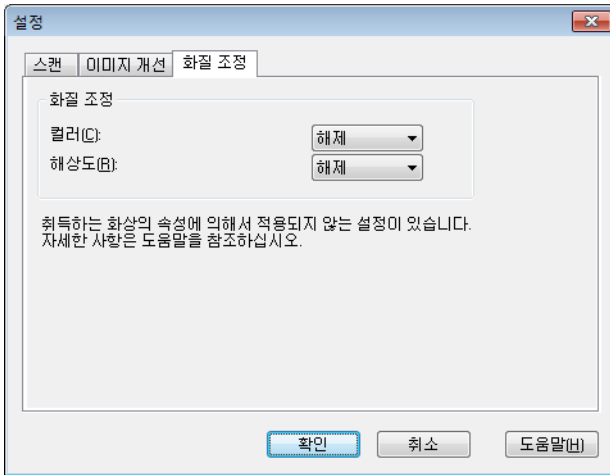 설정
스캔 이미지 개선 화질 조정
화질 조정
컬러(C): 해제
해상도(R): 해제
취득하는 화상의 속성에 의해서 적용되지 않는 설정이 있습니다.
자세한 사항은 도움말을 참조하십시오.
확인 취소 도움말(H)